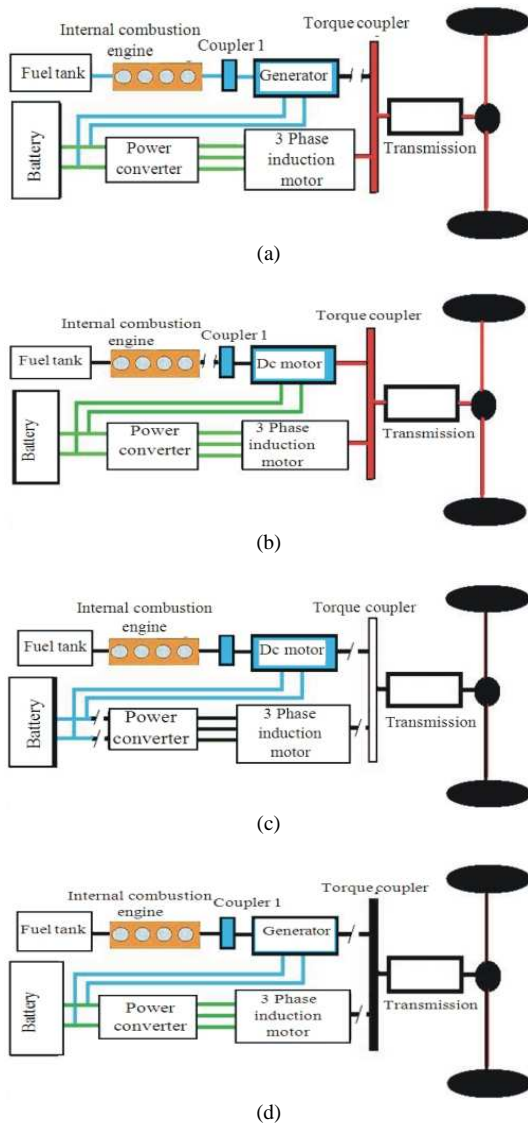 Torque coupler
Internal combustion
engine
Coupler 1
Fuel tank
Generator
Battery
Power
converter
3 Phase
induction
motor
Transmission
(a)
Torque coupler
Internal combustion
engine
Coupler 1
Fuel tank
Dc motor
Battery
Power
converter
3 Phase
induction
motor
Transmission
(b)
Torque coupler
Internal combustion
engine
Fuel tank
Dc motor
Battery
Power
converter
3 Phase
induction
motor
Transmission
(c)
Torque coupler
Internal combustion
engine
Coupler 1
Fuel tank
Generator
Battery
Power
converter
3 Phase
induction
motor
Transmission
(d)